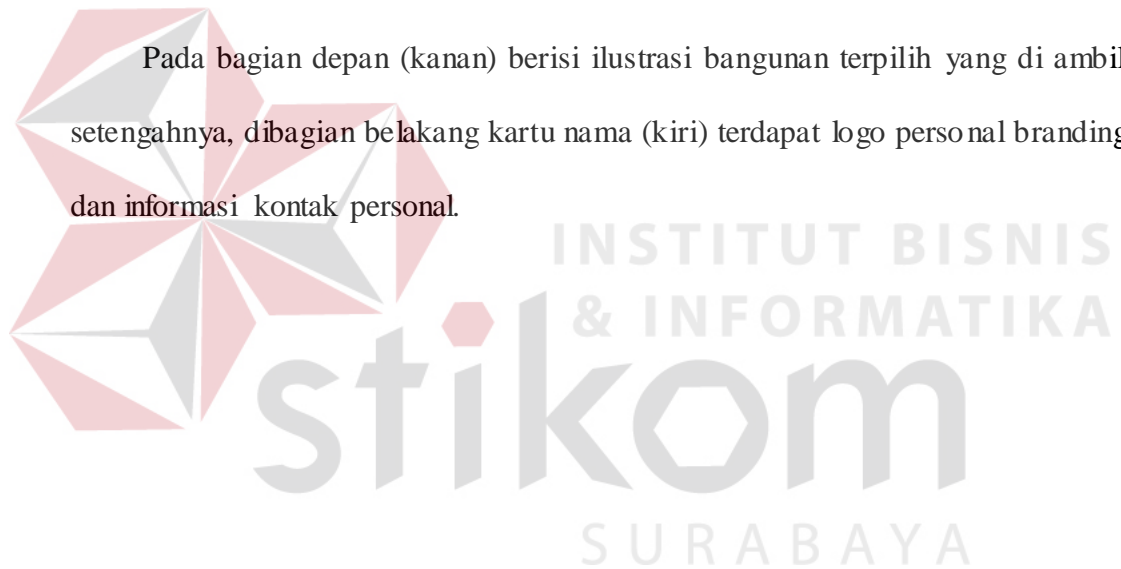 Pada bagian depan (kanan) berisi ilustrasi bangunan terpilih yang di ambil
setengahnya, dibagian belakang kartu nama (kiri) terdapat logo personal branding
dan informasi kontak personal.
INSTITUT BISNIS
& INFORMATIKA
stikom
SURABAYA